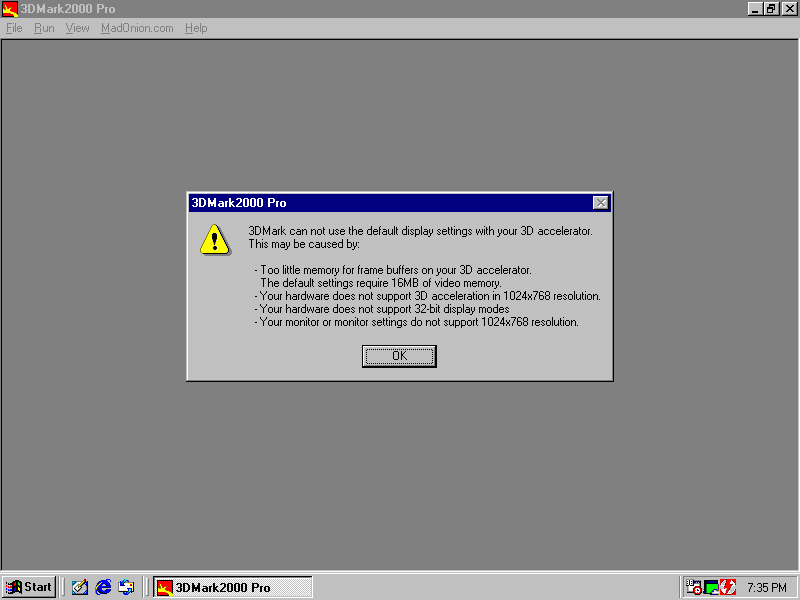 3DMark2000 Pro
File Run View MadOnion.com Help
3DMark2000 Pro
3DMark can not use the default display settings with your 3D accelerator.
This may be caused by:
- Too little memory for frame buffers on your 3D accelerator.
The default settings require 16MB of video memory.
- Your hardware does not support 3D acceleration in 1024x768 resolution.
- Your hardware does not support 32-bit display modes
- Your monitor or monitor settings do not support 1024x768 resolution.
OK
Start 3DMark2000 Pro 7:35 PM